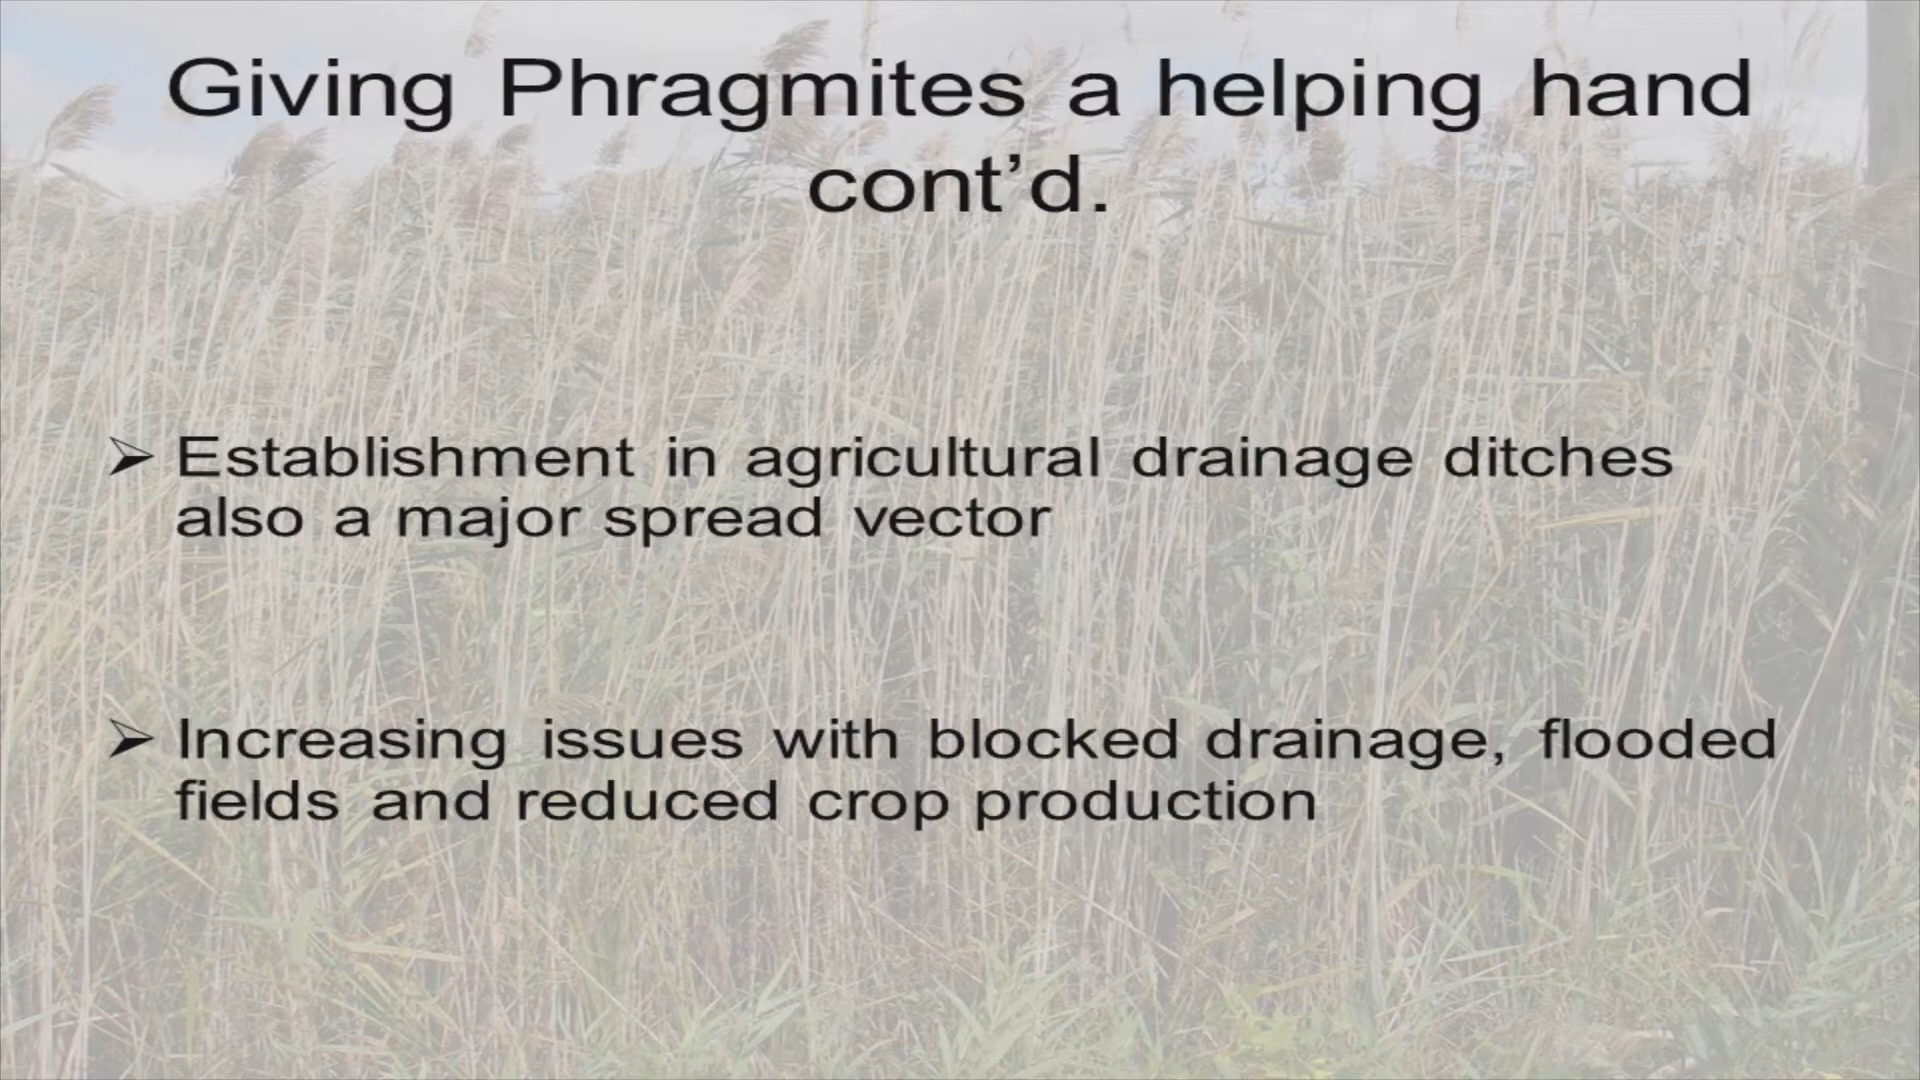 Giving Phragmites a helping hand
cont’d.
➢ Establishment in agricultural drainage ditches
also a major spread vector
➢ Increasing issues with blocked drainage, flooded
fields and reduced crop production